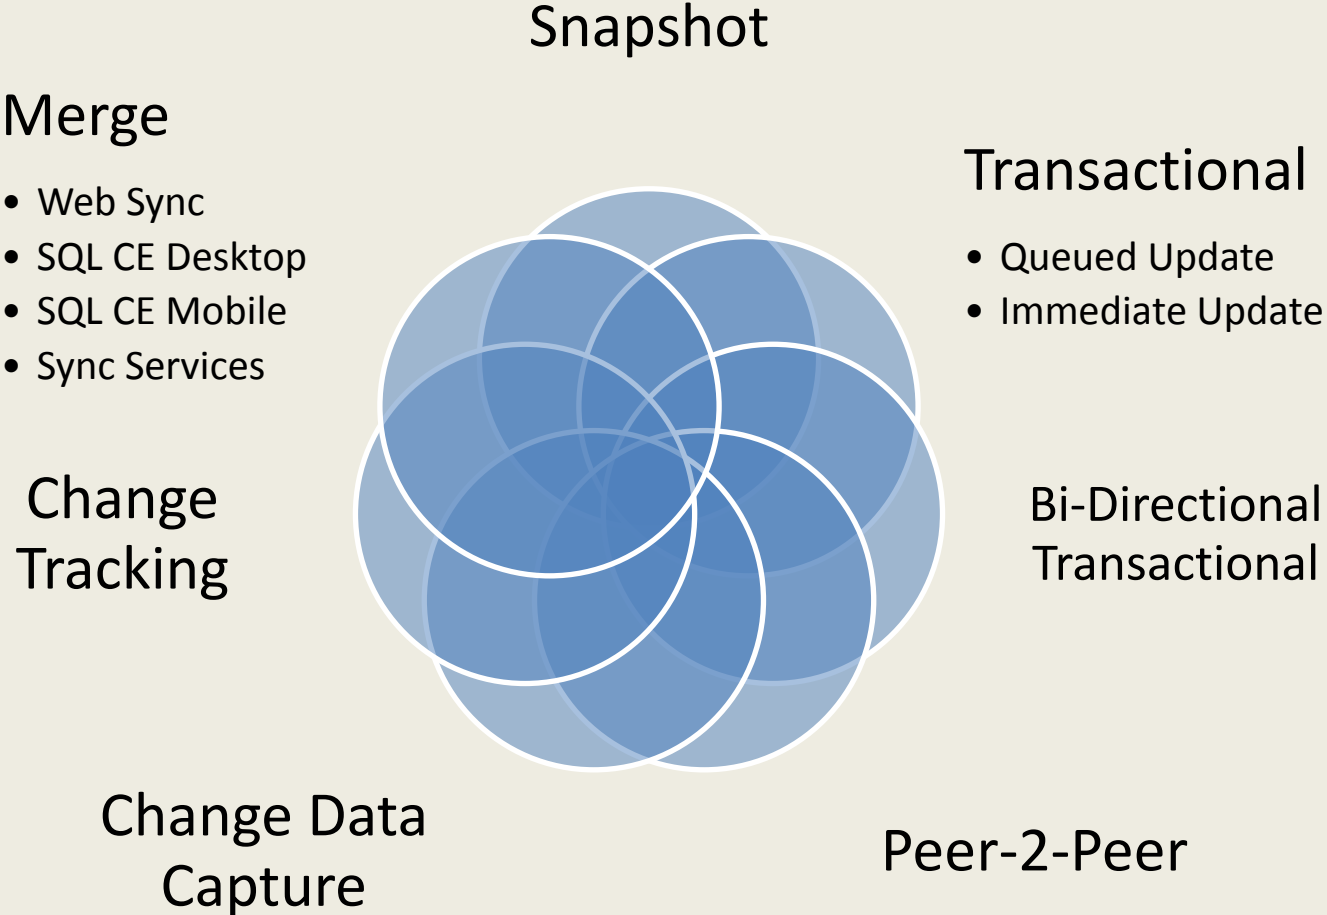 Snapshot
Merge
• Web Sync
• SQL CE Desktop
• SQL CE Mobile
• Sync Services
Transactional
• Queued Update
• Immediate Update
Change
Tracking
Bi-Directional
Transactional
Change Data
Capture
Peer-2-Peer